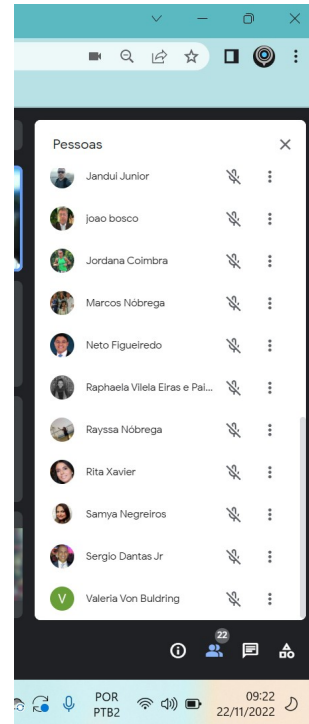 Pessoas
Jandui Junior
joao bosco
Jordana Coimbra
Marcos Nóbrega
Neto Figueiredo
Raphaela Vilela Eiras e Pai...
Rayssa Nóbrega
Rita Xavier
Samya Negreiros
Sergio Dantas Jr
V Valeria Von Buldring
22
POR 09:22
PTB2 22/11/2022